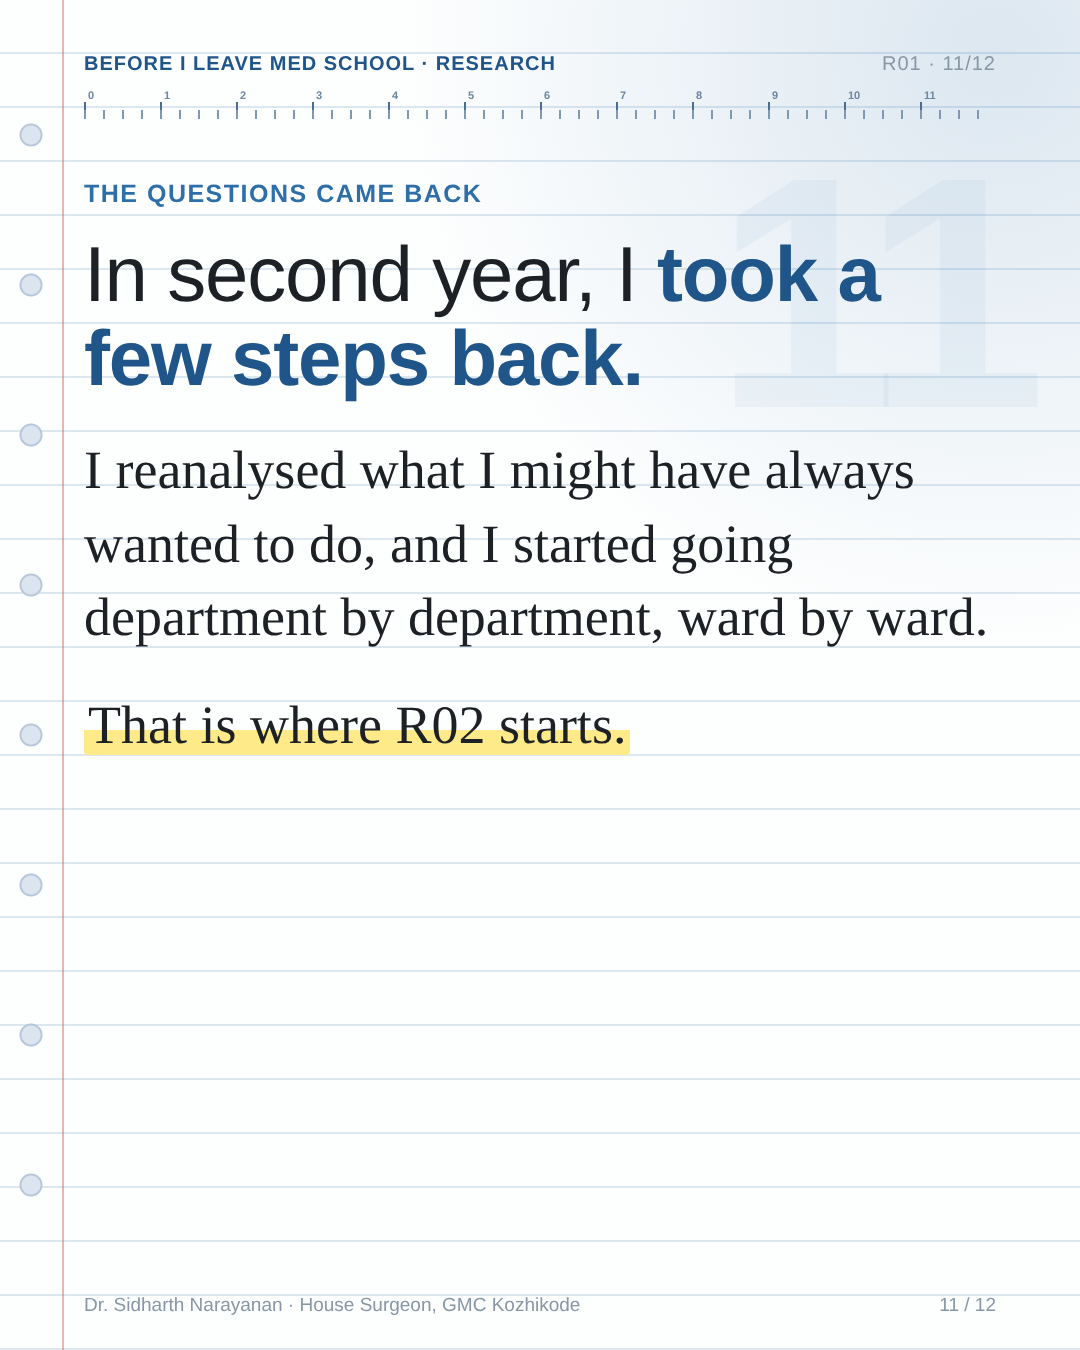 BEFORE I LEAVE MED SCHOOL · RESEARCH
R01 · 11/12
0 1 2 3 4 5 6 7 8 9 10 11
THE QUESTIONS CAME BACK
11
In second year, I took a
few steps back.
I reanalysed what I might have always
wanted to do, and I started going
department by department, ward by ward.
That is where R02 starts.
Dr. Sidharth Narayanan · House Surgeon, GMC Kozhikode
11 / 12